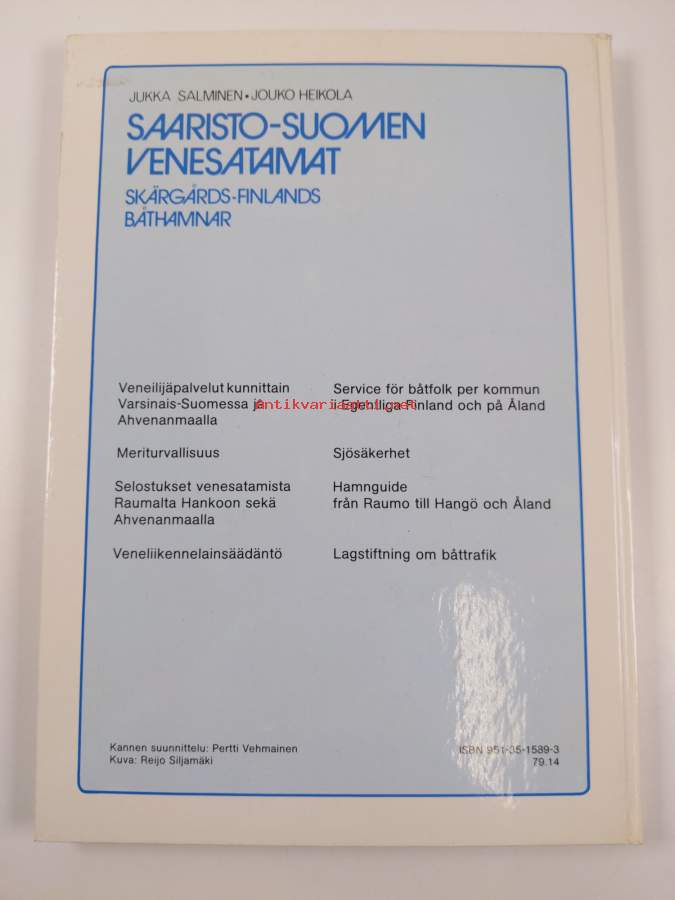 JUKKA SALMINEN • JOUKO HEIKOLA
SAARISTO-SUOMEN
VENESATAMAT
SKÄRGÅRDS-FINLANDS
BÅTHAMNAR
Veneilijäpalvelut kunnittain
Varsinais-Suomessa ja
Ahvenanmaalla
Service för båtfolk per kommun
i Egentliga Finland och på Åland
Antikvariaatti.net
Meriturvallisuus
Sjösäkerhet
Selostukset venesatamista
Raumalta Hankoon sekä
Ahvenanmaalla
Hamnguide
från Raumo till Hangö och Åland
Veneliikennelainsäädäntö
Lagstiftning om båttrafik
Kannen suunnittelu: Pertti Vehmainen
Kuva: Reijo Siljamäki
ISBN 951-35-1589-3
79.14